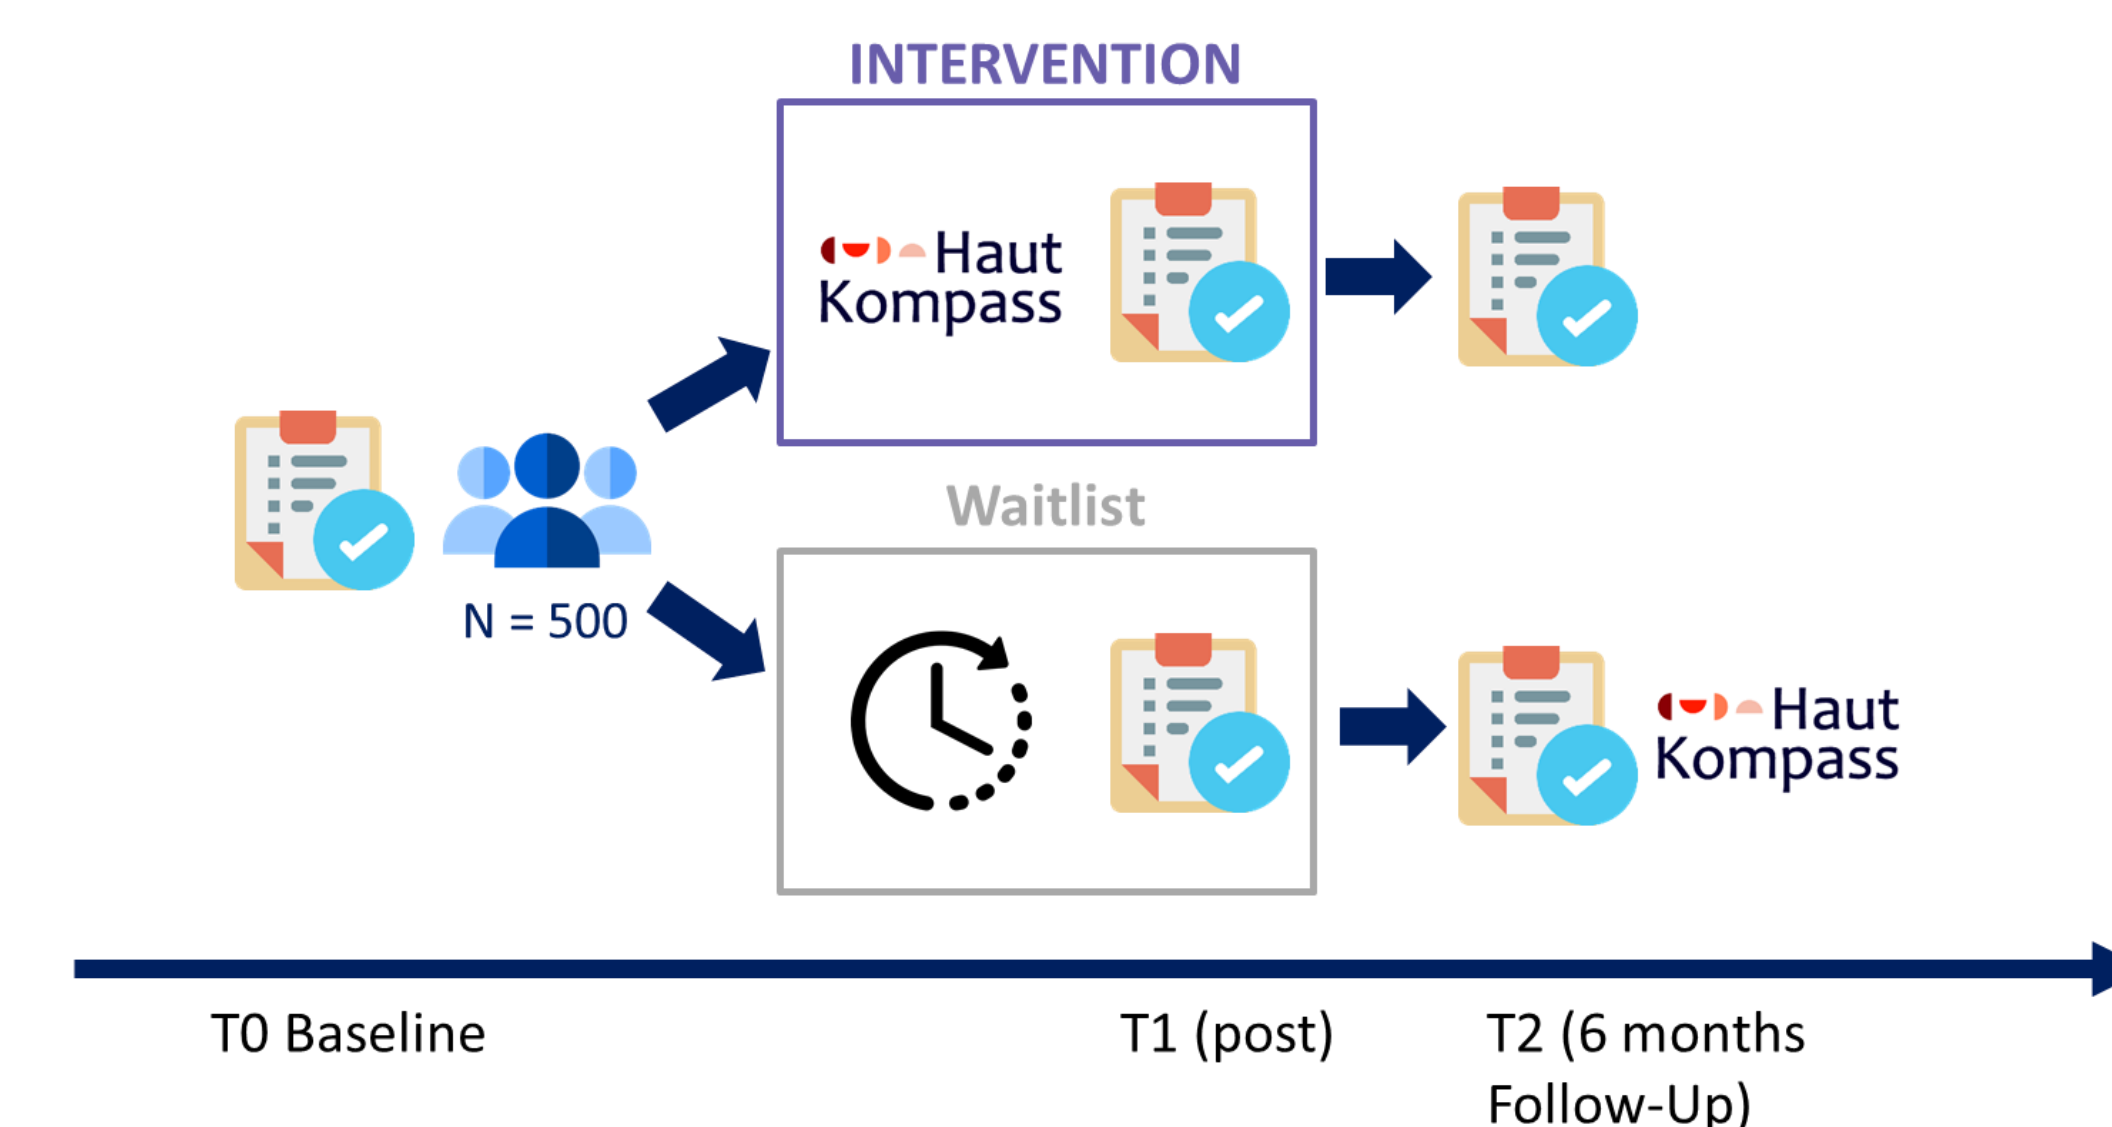 INTERVENTION
Haut
Kompass
N = 500
Waitlist
Haut
Kompass
T0 Baseline
T1 (post)
T2 (6 months
Follow-Up)